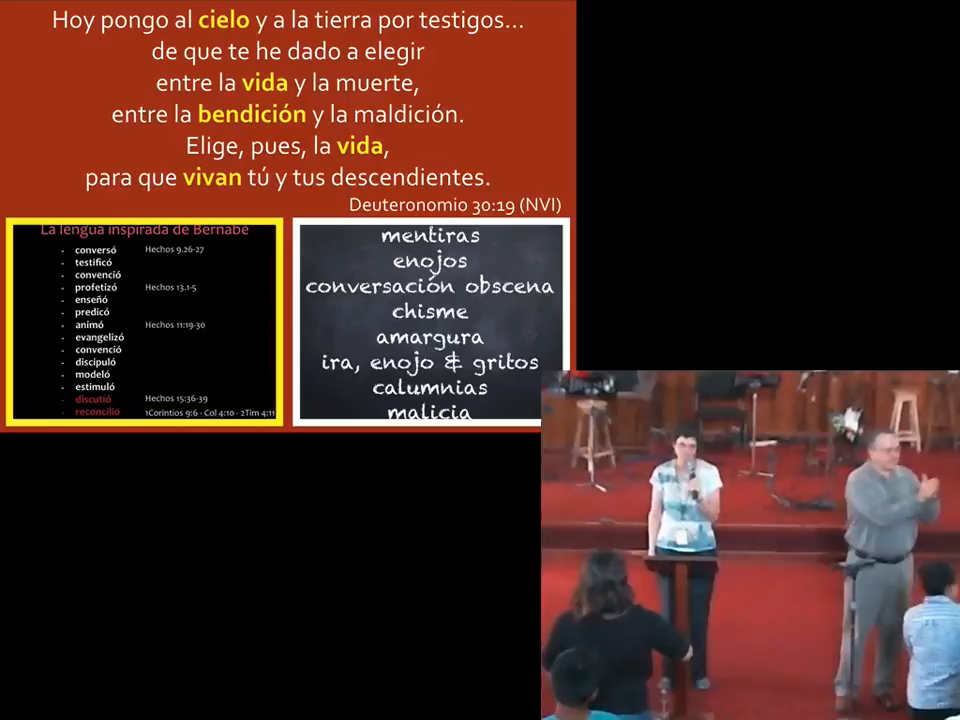 Hoy pongo al cielo y a la tierra por testigos...
de que te he dado a elegir
entre la vida y la muerte,
entre la bendición y la maldición.
Elige, pues, la vida,
para que vivan tú y tus descendientes.
Deuteronomio 30:19 (NVI)
La lengua inspirada de Bernabé
- conversó Hechos 9.26-27
- testificó
- convenció
- profetizó Hechos 13.1-5
- enseñó
- predicó
- animó Hechos 11:19-30
- evangelizó
- convenció
- discipuló
- modeló
- estimuló
- discutió Hechos 15:36-39
- reconcilió 1Corintios 9:6 - Col 4:10 - 2Tim 4:11
mentiras
enojos
conversación obscena
chisme
amargura
ira, enojo & gritos
calumnias
malicia